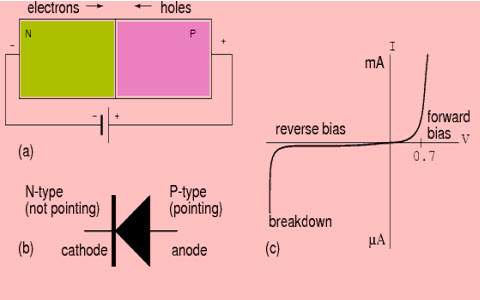 electrons → ← holes
N P
- +
- +
(a)
N-type P-type
(not pointing) (pointing)
(b) cathode anode
I
mA
reverse bias forward
bias V
0.7
breakdown
(c) µA